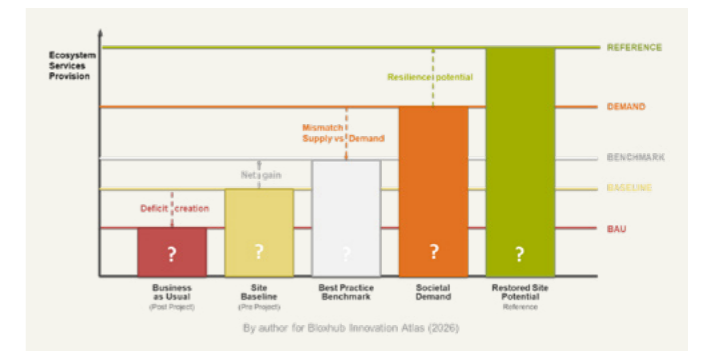 Ecosystem
Services
Provision
REFERENCE
Resilience potential
DEMAND
Mismatch
Supply vs. Demand
BENCHMARK
Net gain
BASELINE
Deficit creation
BAU
?
?
?
?
?
Business
as Usual
(Post Project)
Site
Baseline
(Pre Project)
Best Practice
Benchmark
Societal
Demand
Restored Site
Potential
Reference
By author for Bloxhub Innovation Atlas (2026)